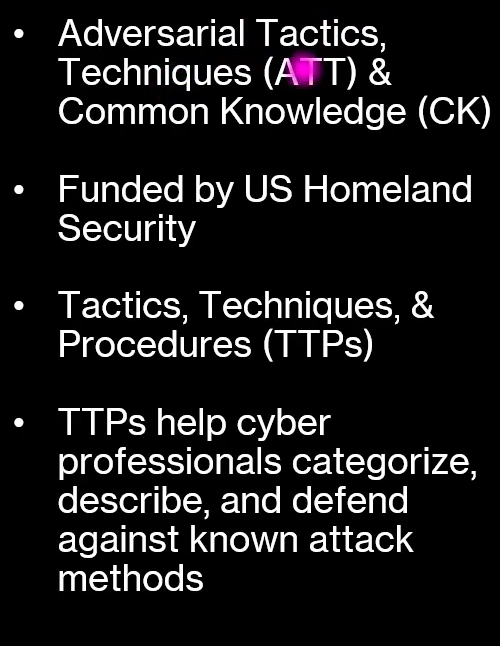 • Adversarial Tactics,
Techniques (ATT) &
Common Knowledge (CK)
• Funded by US Homeland
Security
• Tactics, Techniques, &
Procedures (TTPs)
• TTPs help cyber
professionals categorize,
describe, and defend
against known attack
methods